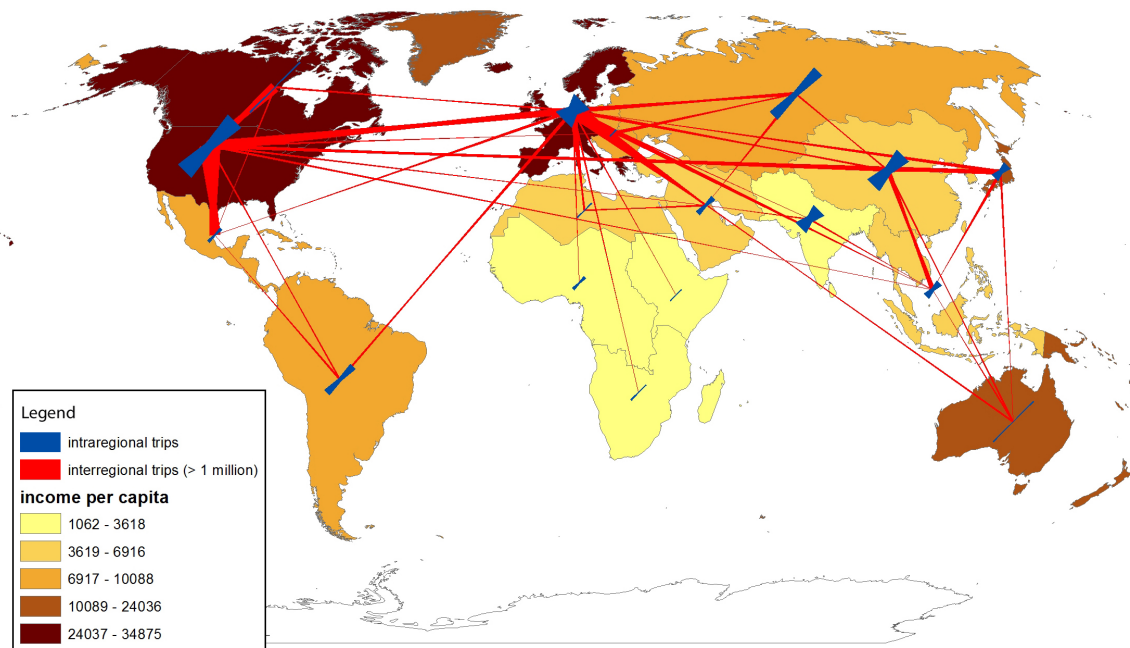 Legend
intraregional trips
interregional trips (> 1 million)
income per capita
1062 - 3618
3619 - 6916
6917 - 10088
10089 - 24036
24037 - 34875